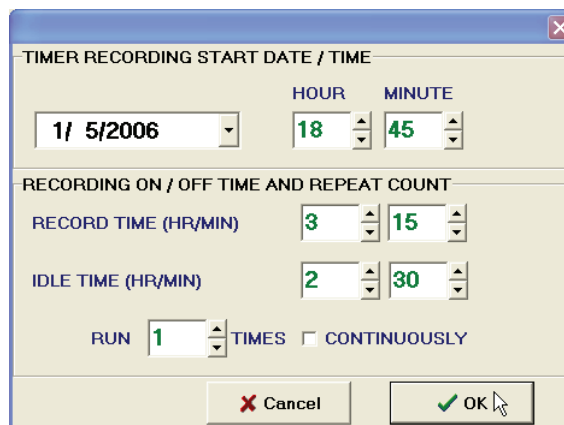 TIMER RECORDING START DATE / TIME
HOUR MINUTE
1/ 5/2006 18 45
RECORDING ON / OFF TIME AND REPEAT COUNT
RECORD TIME (HR/MIN) 3 15
IDLE TIME (HR/MIN) 2 30
RUN 1 TIMES CONTINUOUSLY
Cancel OK